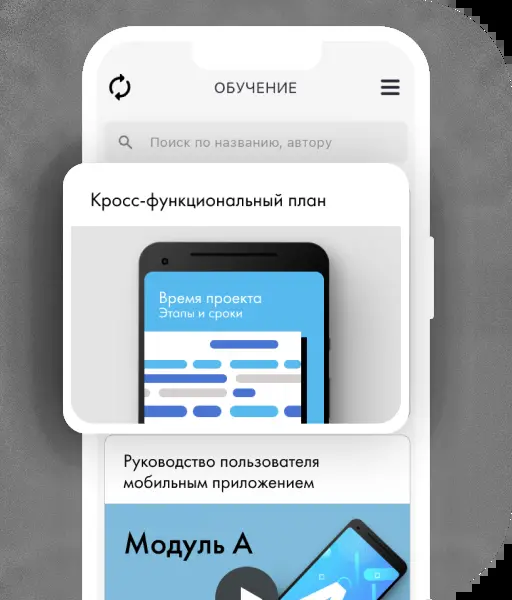 ОБУЧЕНИЕ
Поиск по названию, автору
Кросс-функциональный план
Время проекта
Этапы и сроки
Руководство пользователя
мобильным приложением
Модуль А